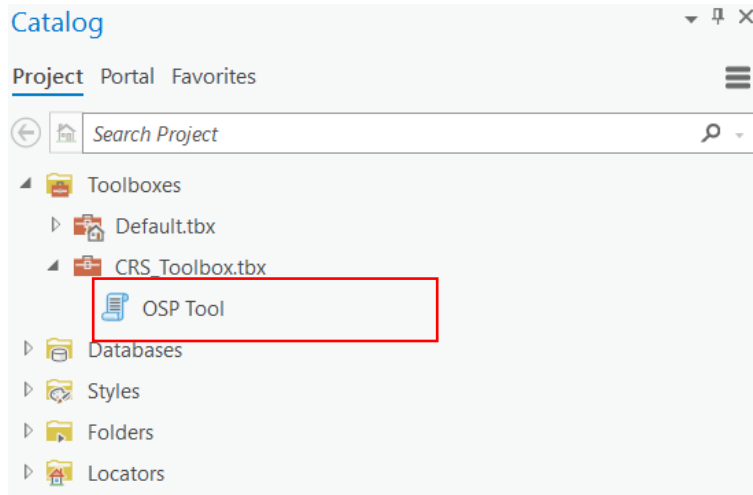 Catalog
Project Portal Favorites
Search Project
Toolboxes
Default.tbx
CRS_Toolbox.tbx
OSP Tool
Databases
Styles
Folders
Locators